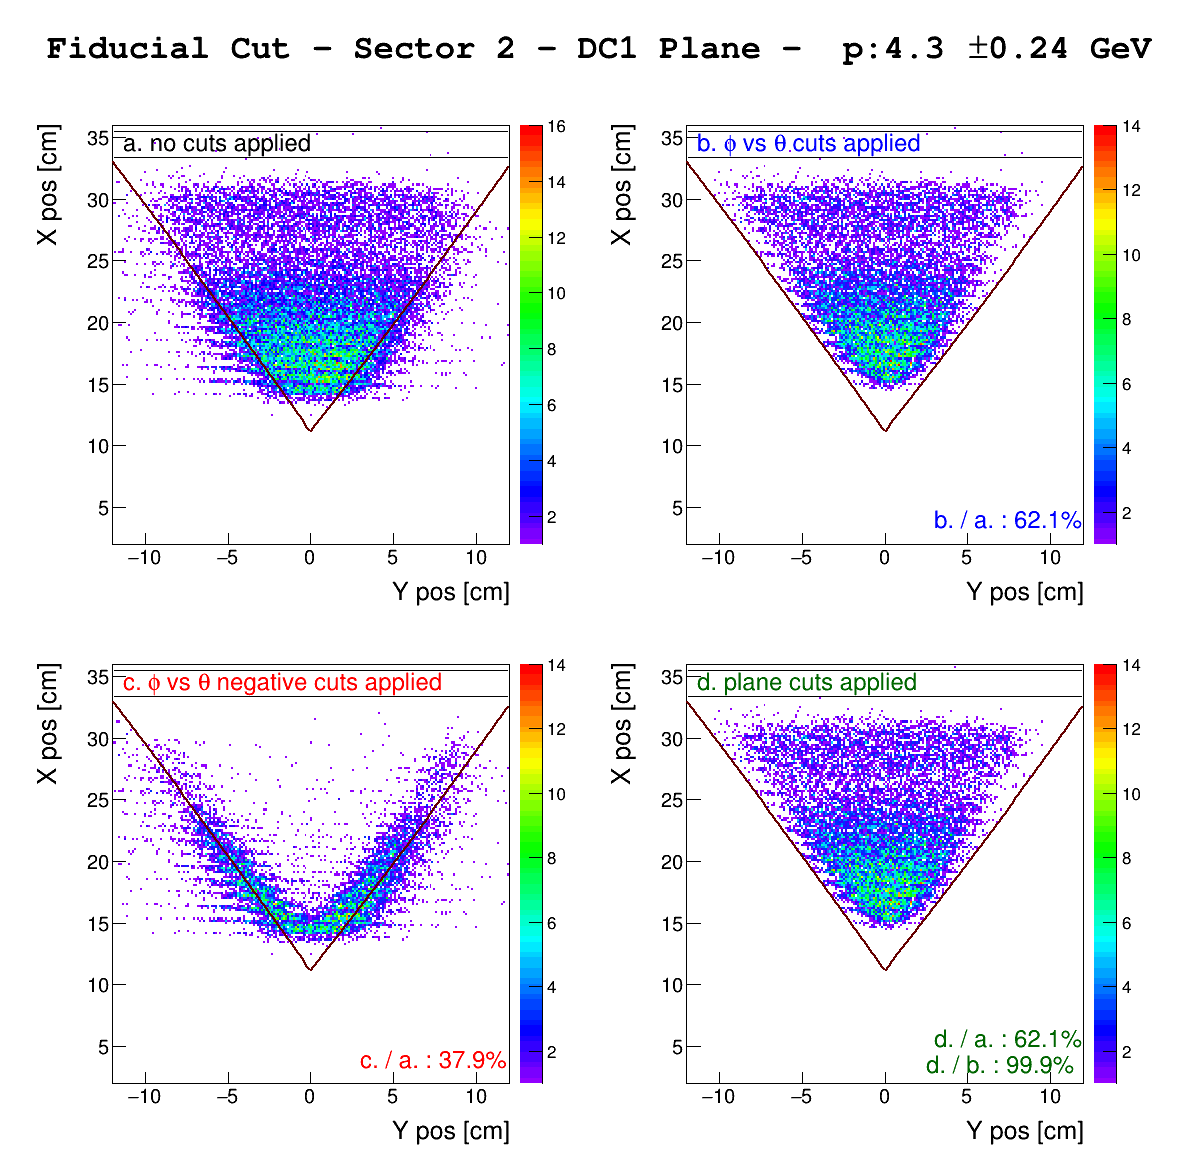 Fiducial Cut – Sector 2 – DC1 Plane – p:4.3 ±0.24 GeV
X pos [cm]
35
30
25
20
15
10
5
a. no cuts applied
−10 −5 0 5 10
Y pos [cm]
16
14
12
10
8
6
4
2
X pos [cm]
35
30
25
20
15
10
5
b. ϕ vs θ cuts applied
b. / a. : 62.1%
−10 −5 0 5 10
Y pos [cm]
14
12
10
8
6
4
2
X pos [cm]
35
30
25
20
15
10
5
c. ϕ vs θ negative cuts applied
c. / a. : 37.9%
−10 −5 0 5 10
Y pos [cm]
14
12
10
8
6
4
2
X pos [cm]
35
30
25
20
15
10
5
d. plane cuts applied
d. / a. : 62.1%
d. / b. : 99.9%
−10 −5 0 5 10
Y pos [cm]
14
12
10
8
6
4
2